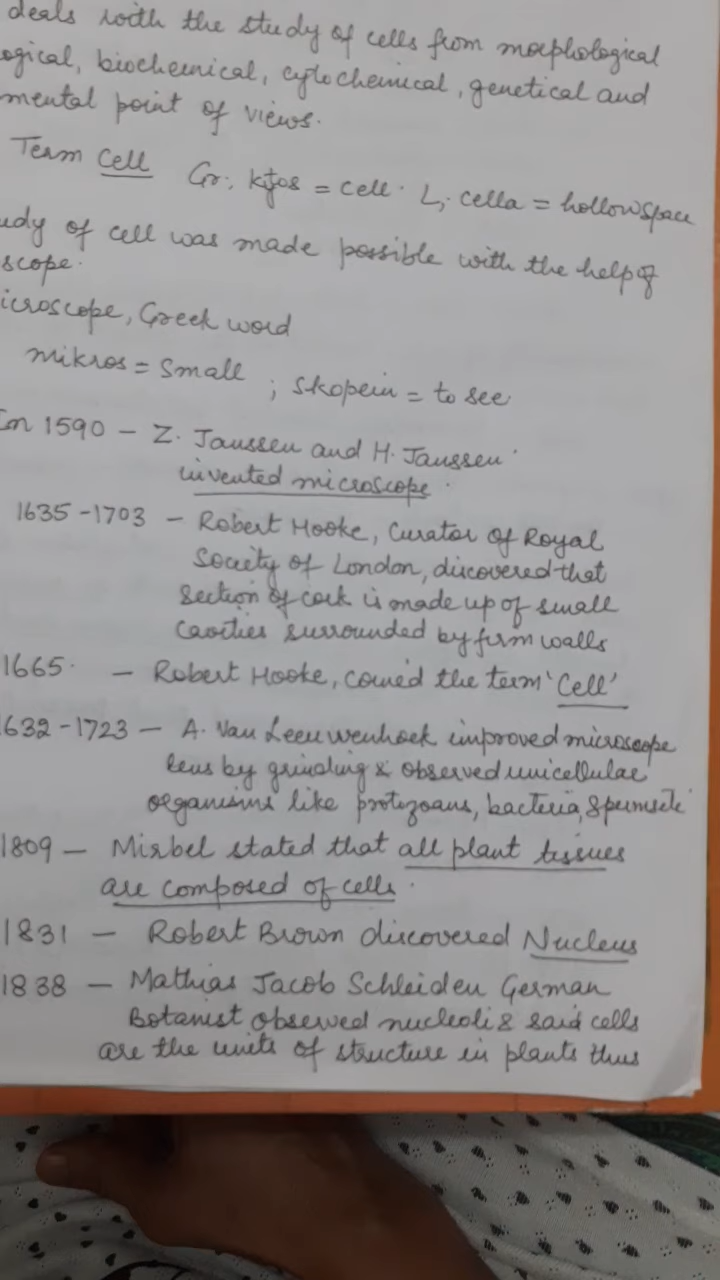 deals with the study of cells from morphological
ogical, biochemical, cytochemical, genetical and
mental point of views.
Term Cell Gr; = cell. L; cella = hollow space
udy of cell was made possible with the help of
scope.
icroscope, Greek word
mikros = Small ; Skopein = to see
In 1590 - Z. Janssen and H. Janssen
invented microscope.
1635-1703 - Robert Hooke, Curator of Royal
Society of London, discovered that
section of cork is made up of small
cavities surrounded by firm walls
1665. - Robert Hooke, coined the term 'Cell'
632-1723 - A. Van Leeuwenhoek improved microscope
lens by grinding & observed unicellular
organisms like protozoans, bacteria,
1809 - Mirbel stated that all plant tissues
are composed of cells.
1831 - Robert Brown discovered Nucleus
1838 - Mathias Jacob Schleiden German
Botanist observed nucleoli & said cells
are the units of structure in plants thus